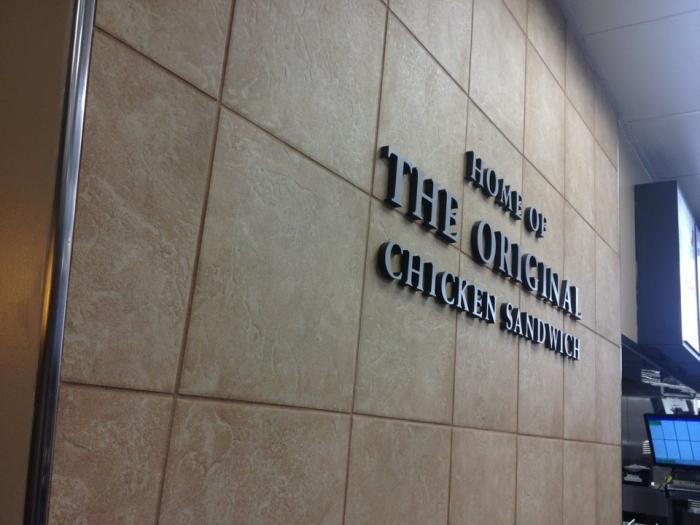 HOME OF
THE ORIGINAL
CHICKEN SANDWICH